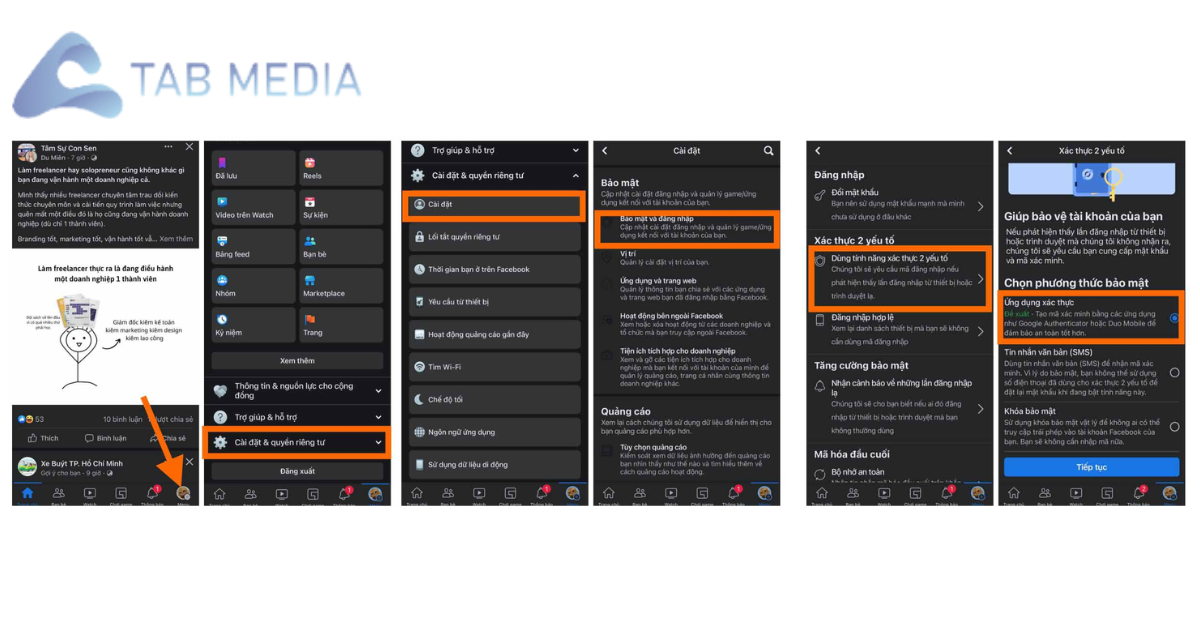 TAB MEDIA
Tâm Sự Con Sen
Du Miên · 7 giờ ·
Làm freelancer hay solopreneur cũng không khác gì
bạn đang vận hành một doanh nghiệp cả.
Mình thấy nhiều freelancer chuyên tâm trau dồi kiến
thức chuyên môn và cải tiến quy trình làm việc nhưng
quên mất một điều đó là họ cũng đang vận hành doanh
nghiệp (dù chỉ 1 thành viên).
Branding tốt, marketing tốt, vận hành tốt và... Xem thêm
Làm freelancer thực ra là đang điều hành
một doanh nghiệp 1 thành viên
Giám đốc kiêm kế toán
kiêm marketing kiêm design
kiêm lao công
53
10 bình luận
lượt chia sẻ
Thích
Bình luận
Chia sẻ
Xe Buýt TP. Hồ Chí Minh
Gợi ý cho bạn · 9 giờ ·
Đã lưu
Reels
Video trên Watch
Sự kiện
Bảng feed
Bạn bè
Nhóm
Marketplace
Kỷ niệm
Trang
Xem thêm
Thông tin & nguồn lực cho cộng
đồng
Trợ giúp & hỗ trợ
Cài đặt & quyền riêng tư
Đăng xuất
Trợ giúp & hỗ trợ
Cài đặt & quyền riêng tư
Cài đặt
Lối tắt quyền riêng tư
Thời gian bạn ở trên Facebook
Yêu cầu từ thiết bị
Hoạt động quảng cáo gần đây
Tìm Wi-Fi
Chế độ tối
Ngôn ngữ ứng dụng
Sử dụng dữ liệu di động
Cài đặt
Bảo mật
Cập nhật cài đặt đăng nhập và quản lý game/ứng
dụng kết nối với tài khoản của bạn.
Bảo mật và đăng nhập
Cập nhật cài đặt đăng nhập và quản lý game/ứng
dụng kết nối với tài khoản của bạn.
Vị trí
Quản lý cài đặt vị trí của bạn.
Ứng dụng và trang web
Quản lý thông tin bạn chia sẻ với các ứng dụng
và trang web bạn đã đăng nhập bằng Facebook.
Hoạt động bên ngoài Facebook
Xem hoặc xóa hoạt động từ các doanh nghiệp và
tổ chức mà bạn truy cập ngoài Facebook.
Tiện ích tích hợp cho doanh nghiệp
Xem và gỡ các tiện ích tích hợp cho doanh
nghiệp mà bạn kết nối với tài khoản của mình để
quản lý quảng cáo, trang cá nhân cùng thông tin
doanh nghiệp khác.
Quảng cáo
Xem lại cách chúng tôi sử dụng dữ liệu để hiển thị cho
bạn quảng cáo phù hợp hơn.
Tùy chọn quảng cáo
Kiểm soát xem dữ liệu ảnh hưởng đến quảng cáo
bạn nhìn thấy như thế nào và tìm hiểu thêm về
cách quảng cáo hoạt động.
Đăng nhập
Đổi mật khẩu
Bạn nên sử dụng mật khẩu mạnh mà mình
chưa sử dụng ở đâu khác
Xác thực 2 yếu tố
Dùng tính năng xác thực 2 yếu tố
Chúng tôi sẽ yêu cầu mã đăng nhập nếu
phát hiện thấy lần đăng nhập từ thiết bị hoặc
trình duyệt lạ.
Đăng nhập hợp lệ
Xem lại danh sách thiết bị mà bạn sẽ không
cần dùng mã đăng nhập
Tăng cường bảo mật
Nhận cảnh báo về những lần đăng nhập
lạ
Chúng tôi sẽ cho bạn biết nếu ai đó đăng
nhập từ thiết bị hoặc trình duyệt mà bạn
không thường dùng
Mã hóa đầu cuối
Bộ nhớ an toàn
Xác thực 2 yếu tố
Giúp bảo vệ tài khoản của bạn
Nếu phát hiện thấy lần đăng nhập từ thiết bị
hoặc trình duyệt mà chúng tôi không nhận ra,
chúng tôi sẽ yêu cầu bạn cung cấp mật khẩu
và mã xác minh.
Chọn phương thức bảo mật
Ứng dụng xác thực
Đề xuất - Tạo mã xác minh bằng các ứng dụng
như Google Authenticator hoặc Duo Mobile để
đảm bảo an toàn tốt hơn.
Tin nhắn văn bản (SMS)
Dùng tin nhắn văn bản (SMS) để nhận mã xác
minh. Vì lý do bảo mật, bạn không thể sử dụng
số điện thoại đã dùng cho xác thực 2 yếu tố để
đặt lại mật khẩu khi đang bật tính năng này.
Khóa bảo mật
Sử dụng khóa bảo mật vật lý để không ai có thể
truy cập trái phép vào tài khoản Facebook của
bạn. Bạn sẽ không cần nhập mã nữa.
Tiếp tục